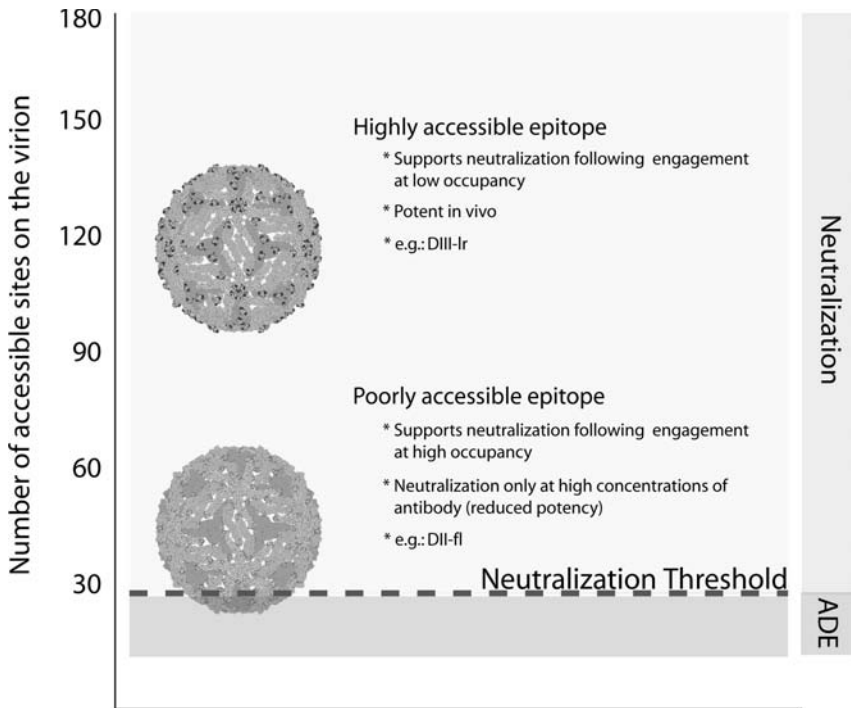 Number of accessible sites on the virion
180
150
120
90
60
30
Highly accessible epitope
* Supports neutralization following engagement
at low occupancy
* Potent in vivo
* e.g.: DIII-lr
Poorly accessible epitope
* Supports neutralization following engagement
at high occupancy
* Neutralization only at high concentrations of
antibody (reduced potency)
* e.g.: DII-fl
Neutralization Threshold
Neutralization
ADE